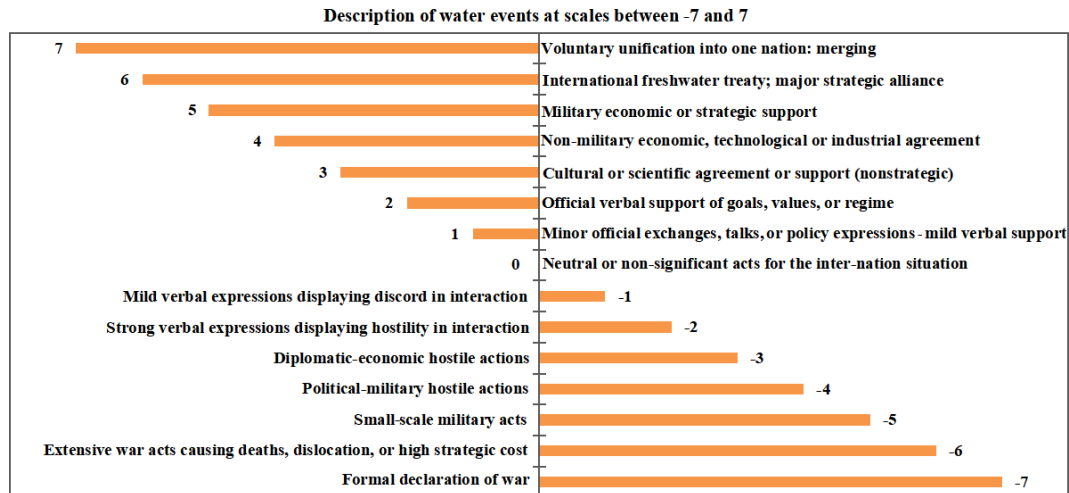 Description of water events at scales between -7 and 7
7 Voluntary unification into one nation: merging
6 International freshwater treaty; major strategic alliance
5 Military economic or strategic support
4 Non-military economic, technological or industrial agreement
3 Cultural or scientific agreement or support (nonstrategic)
2 Official verbal support of goals, values, or regime
1 Minor official exchanges, talks, or policy expressions - mild verbal support
0 Neutral or non-significant acts for the inter-nation situation
Mild verbal expressions displaying discord in interaction -1
Strong verbal expressions displaying hostility in interaction -2
Diplomatic-economic hostile actions -3
Political-military hostile actions -4
Small-scale military acts -5
Extensive war acts causing deaths, dislocation, or high strategic cost -6
Formal declaration of war -7